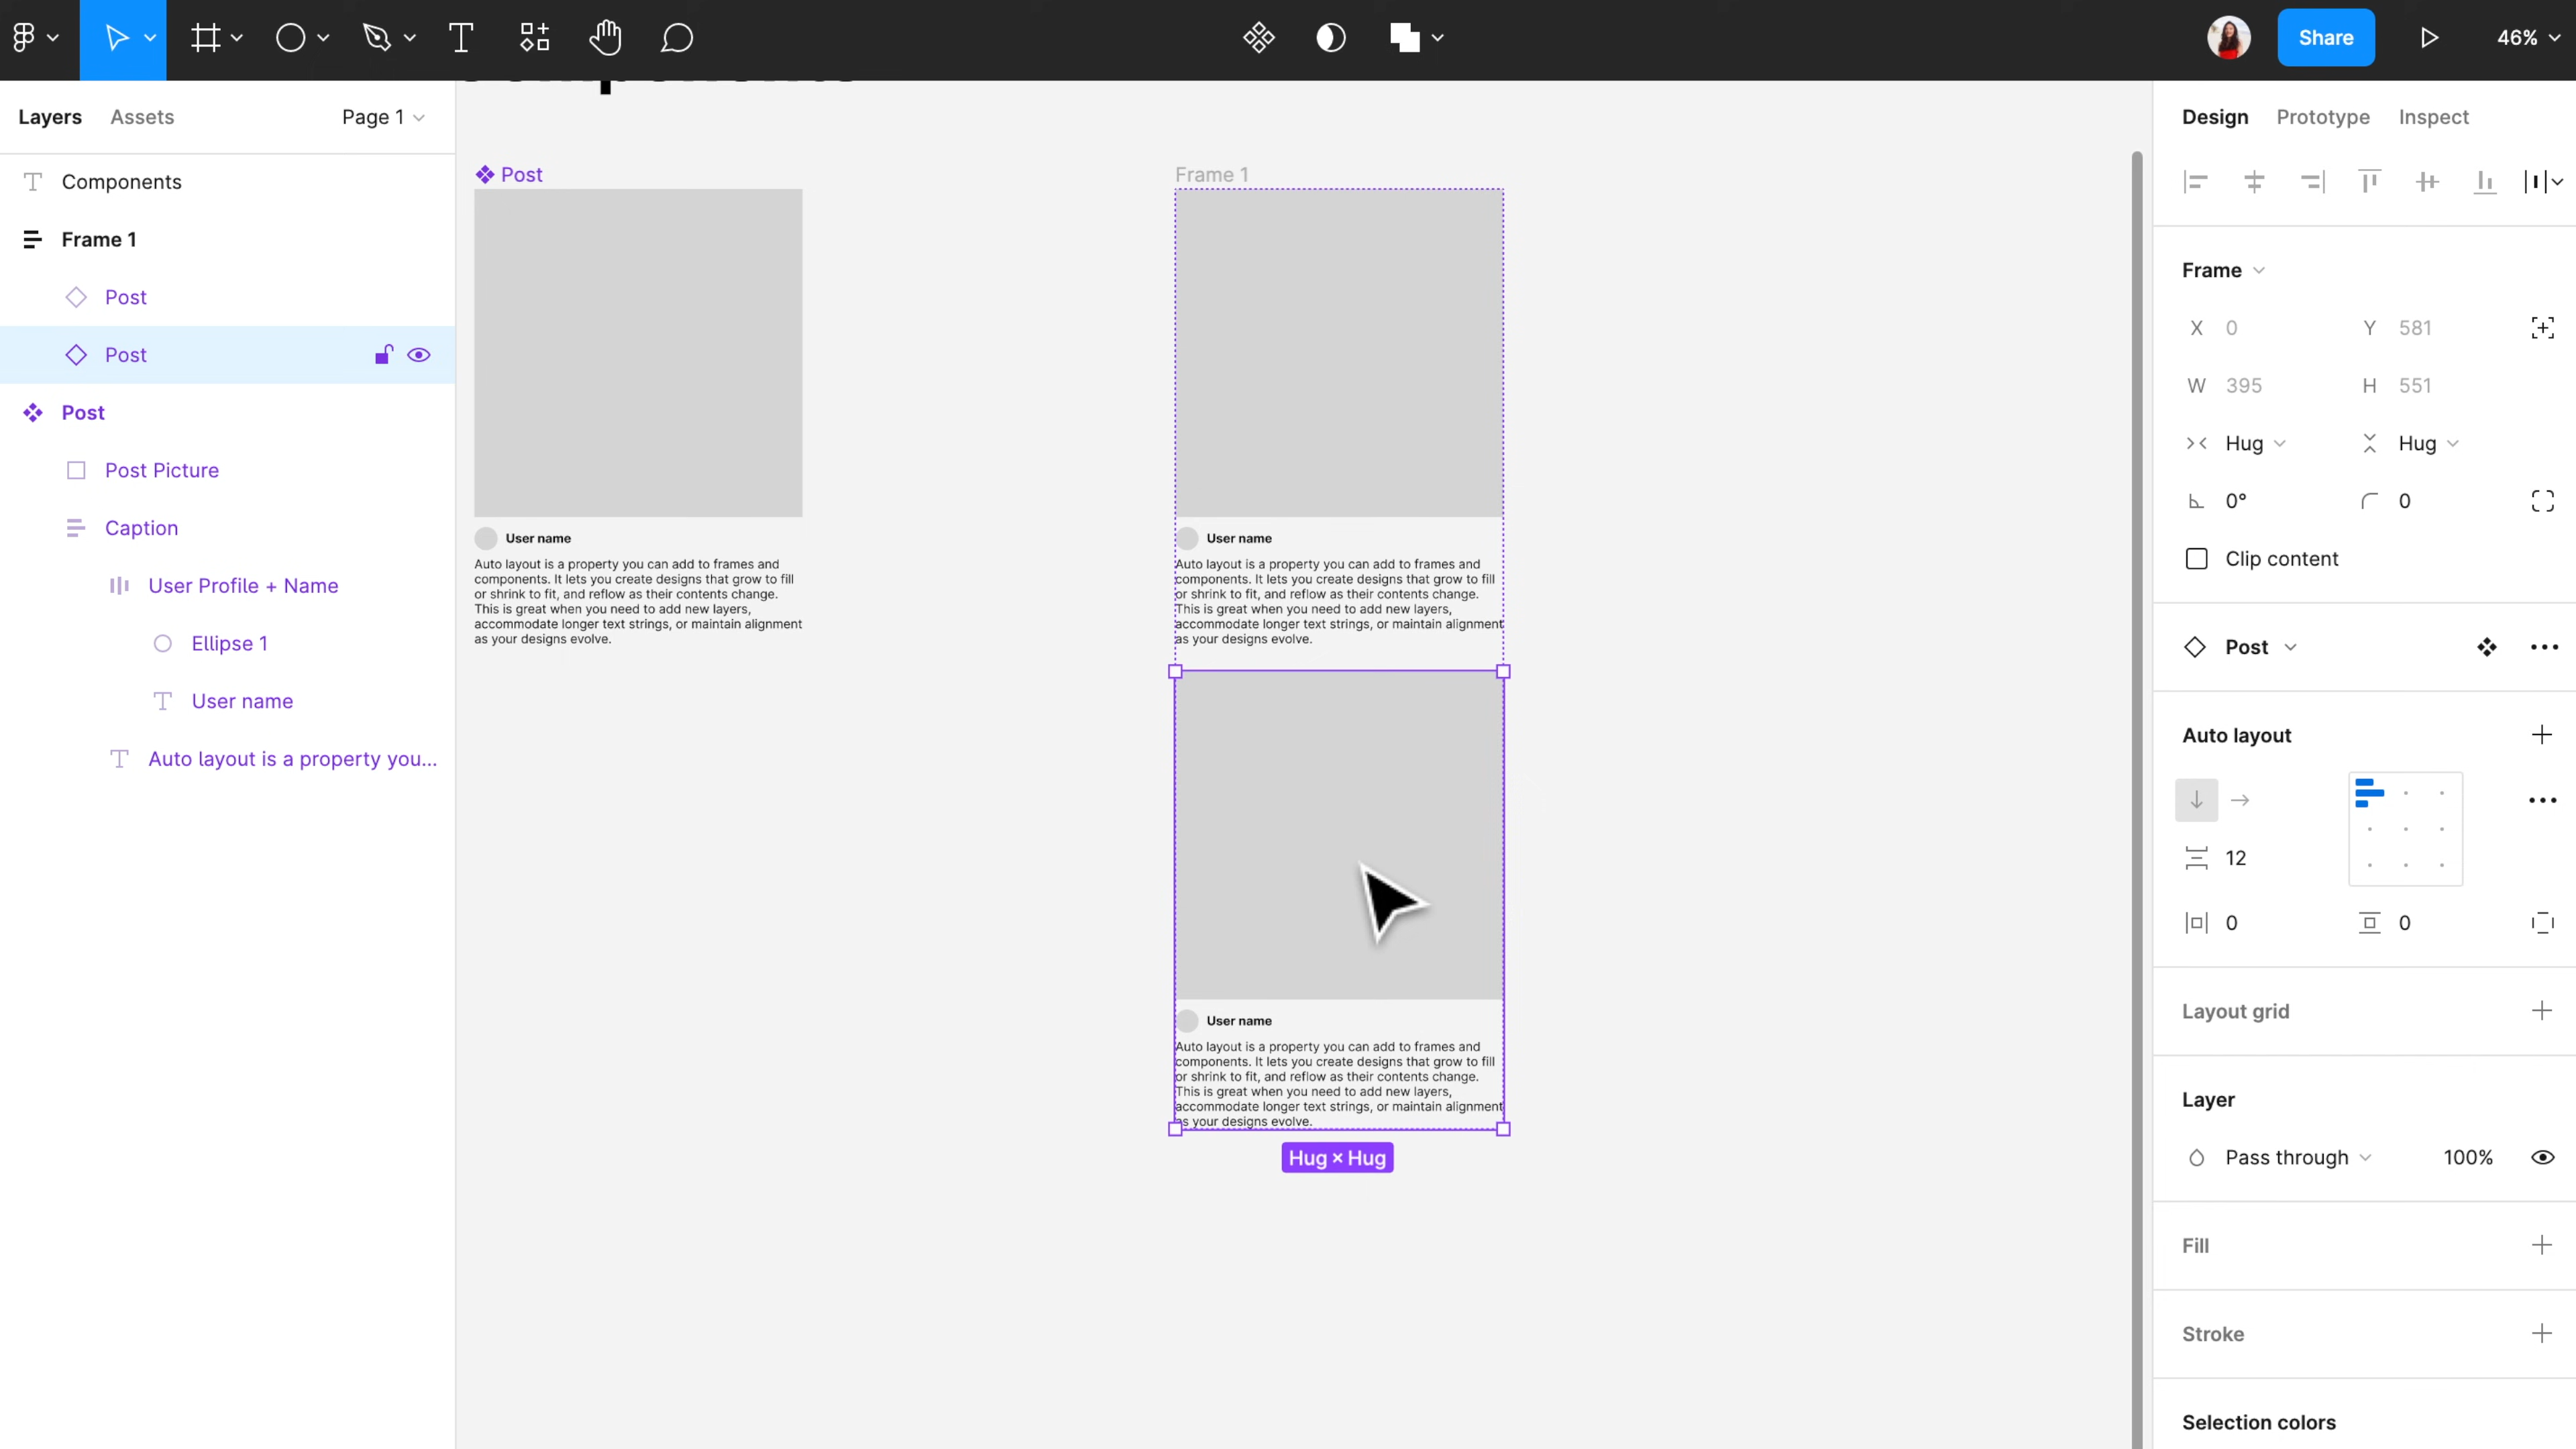 Share
46%
Components
Layers
Assets
Page 1
Components
Frame 1
Post
Post
Post
Post Picture
Caption
User Profile + Name
Ellipse 1
User name
Auto layout is a property you...
Post
User name
Auto layout is a property you can add to frames and
components. It lets you create designs that grow to fill
or shrink to fit, and reflow as their contents change.
This is great when you need to add new layers,
accommodate longer text strings, or maintain alignment
as your designs evolve.
Frame 1
User name
Auto layout is a property you can add to frames and
components. It lets you create designs that grow to fill
or shrink to fit, and reflow as their contents change.
This is great when you need to add new layers,
accommodate longer text strings, or maintain alignment
as your designs evolve.
User name
Auto layout is a property you can add to frames and
components. It lets you create designs that grow to fill
or shrink to fit, and reflow as their contents change.
This is great when you need to add new layers,
accommodate longer text strings, or maintain alignment
as your designs evolve.
Hug × Hug
Design
Prototype
Inspect
Frame
X 0 Y 581
W 395 H 551
Hug Hug
0° 0
Clip content
Post
Auto layout
12
0 0
Layout grid
Layer
Pass through 100%
Fill
Stroke
Selection colors